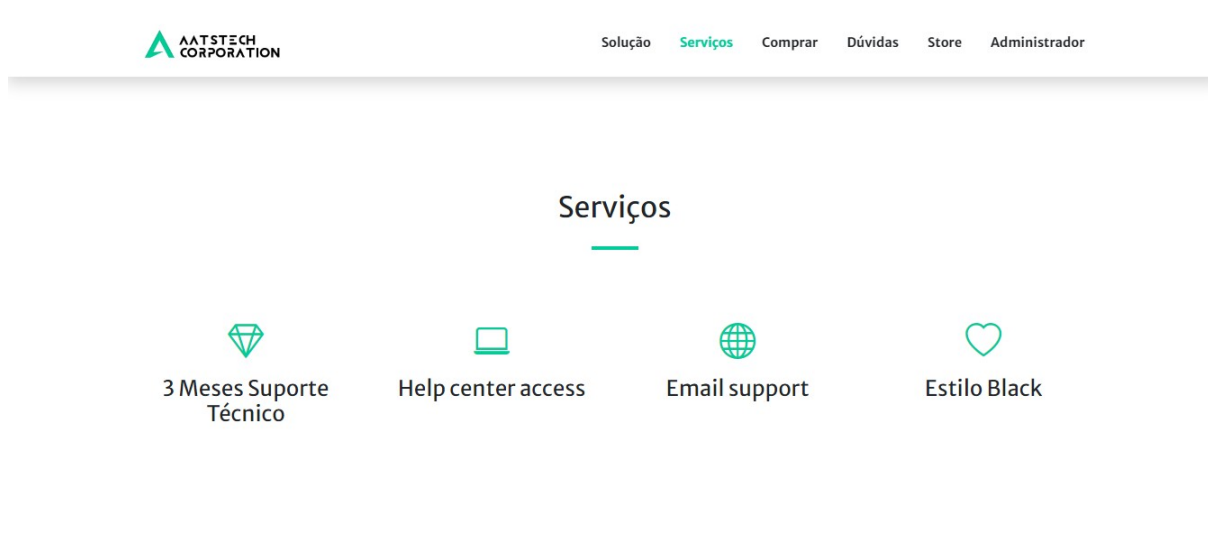 AATSTECH
CORPORATION
Solução Serviços Comprar Dúvidas Store Administrador
Serviços
3 Meses Suporte
Técnico
Help center access
Email support
Estilo Black